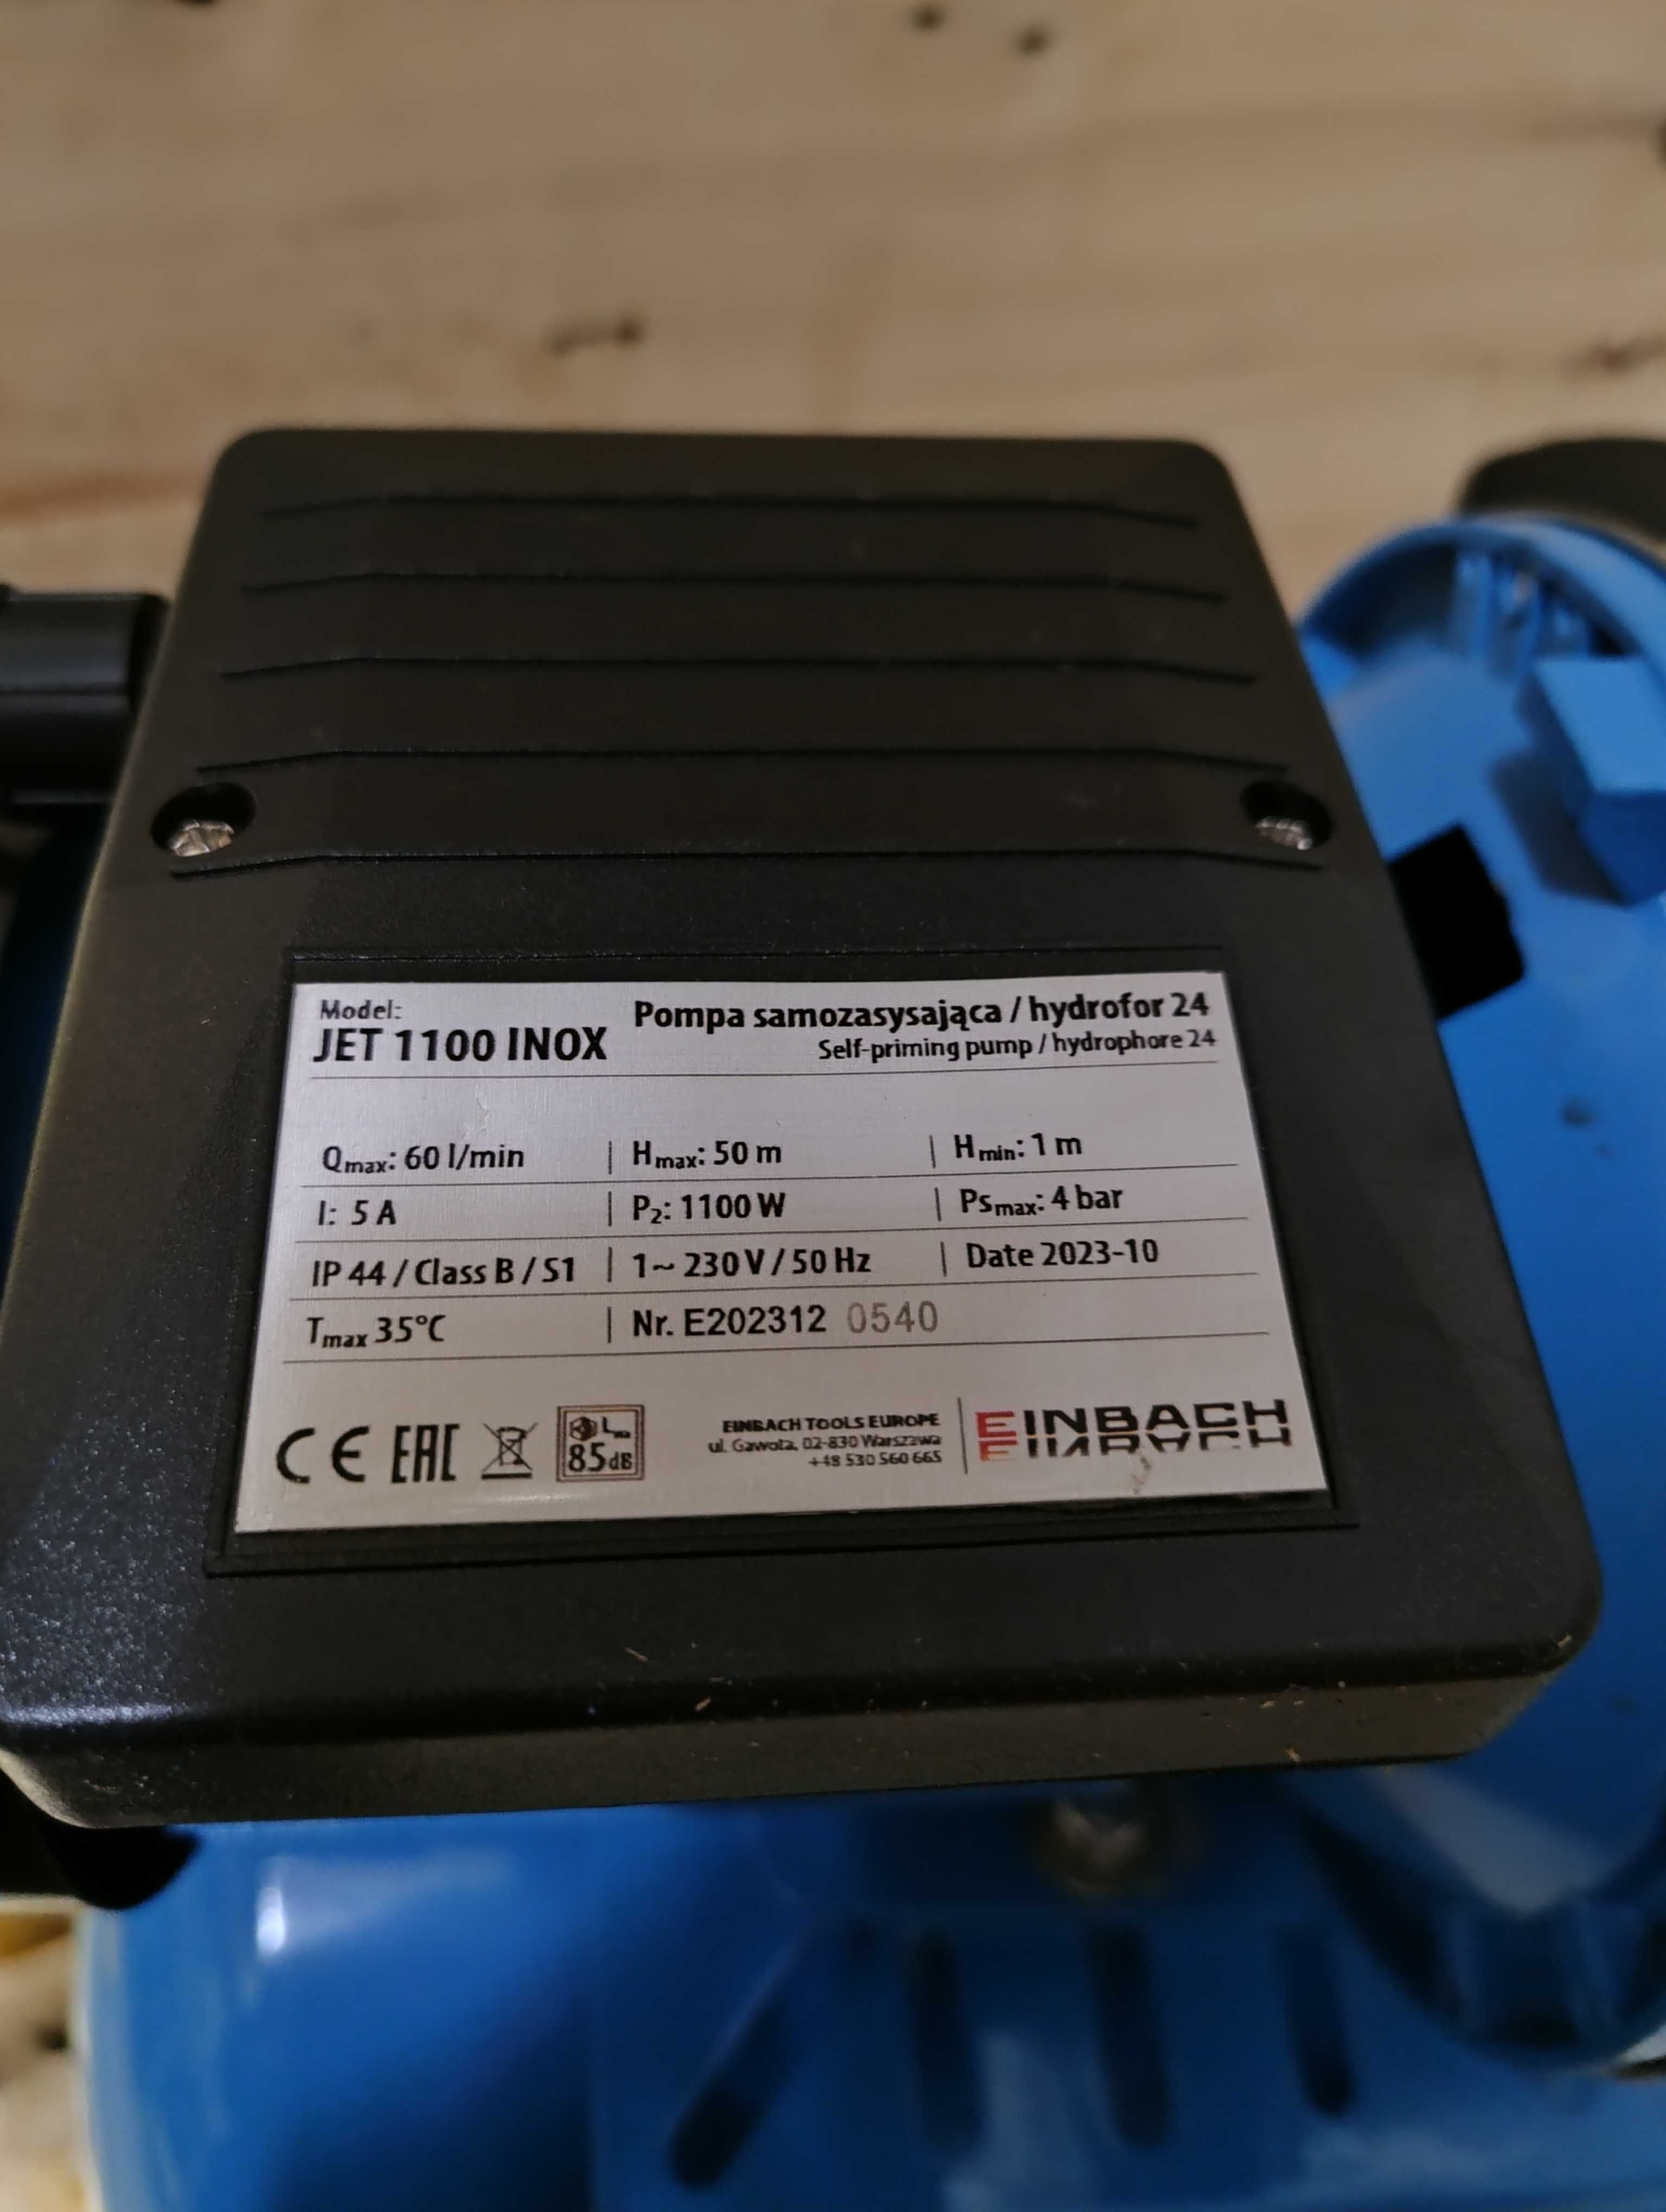 Model:
JET 1100 INOX
Pompa samozasysająca / hydrofor 24
Self-priming pump / hydrophore 24
Qmax: 60 l/min | Hmax: 50 m | Hmin: 1 m
I: 5 A | P₂: 1100 W | Psmax: 4 bar
IP 44 / Class B / S1 | 1~ 230 V / 50 Hz | Date 2023-10
Tmax 35°C | Nr. E202312 0540
CE EAC
85 dB
EINBACH TOOLS EUROPE
ul. Gawota, 02-830 Warszawa
+48 530 560 665
EINBACH